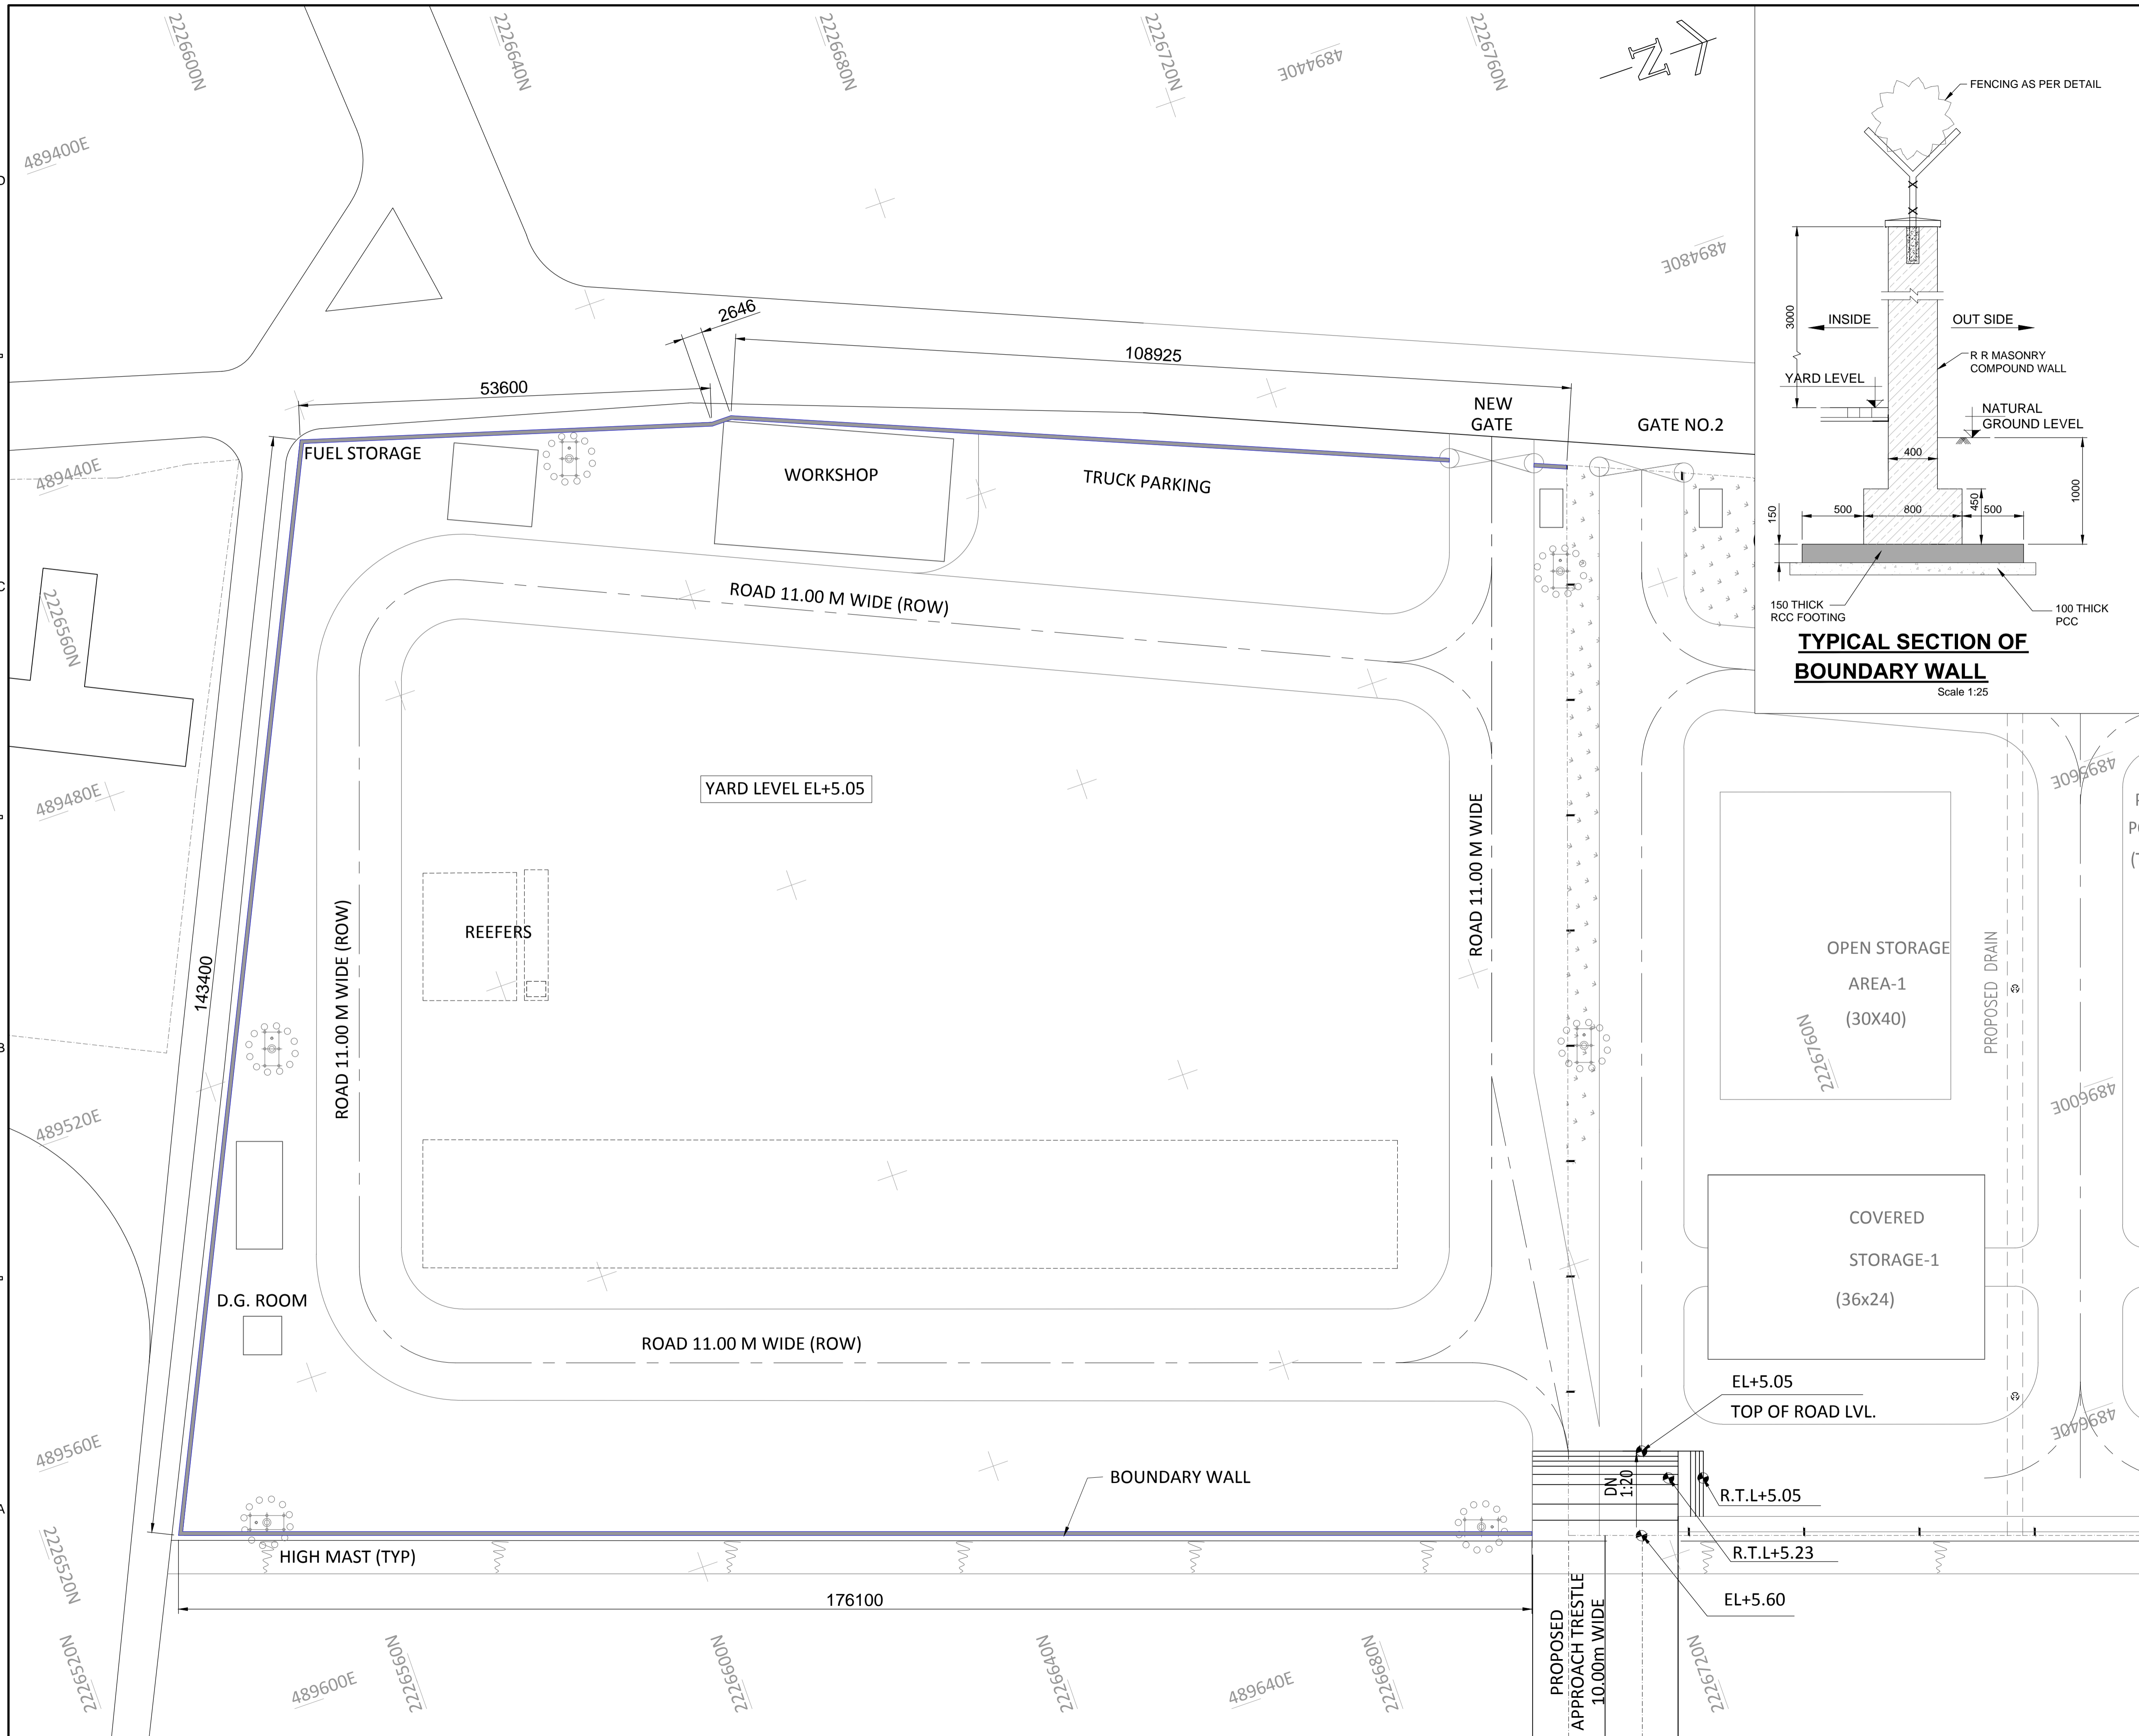 2226600N
2226640N
2226680N
2226720N
489440E
2226760N
N
489400E
489480E
FENCING AS PER DETAIL
3000
INSIDE
OUT SIDE
R R MASONRY
COMPOUND WALL
YARD LEVEL
NATURAL
GROUND LEVEL
400
1000
450
150
500
800
500
150 THICK
RCC FOOTING
100 THICK
PCC
TYPICAL SECTION OF
BOUNDARY WALL
Scale 1:25
2646
108925
53600
NEW
GATE
GATE NO.2
FUEL STORAGE
WORKSHOP
TRUCK PARKING
489440E
C
2226560N
ROAD 11.00 M WIDE (ROW)
489480E
YARD LEVEL EL+5.05
489560E
ROAD 11.00 M WIDE
REEFERS
ROAD 11.00 M WIDE (ROW)
143400
OPEN STORAGE
AREA-1
(30X40)
PROPOSED DRAIN
2226760N
B
489520E
489600E
COVERED
STORAGE-1
(36x24)
D.G. ROOM
ROAD 11.00 M WIDE (ROW)
EL+5.05
TOP OF ROAD LVL.
489640E
489560E
BOUNDARY WALL
DN
1:20
A
R.T.L+5.05
2226520N
HIGH MAST (TYP)
R.T.L+5.23
176100
EL+5.60
PROPOSED
APPROACH TRESTLE
10.00m WIDE
2226520N
489600E
2226560N
2226600N
2226640N
489640E
2226680N
2226720N